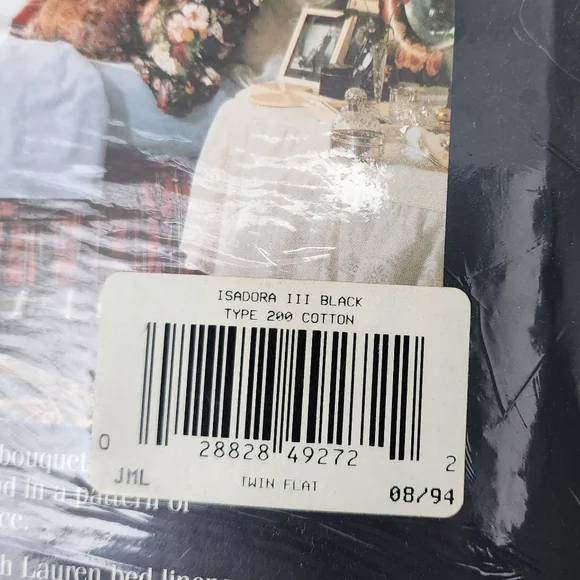 ISADORA III BLACK
TYPE 200 COTTON
0 28828 49272 2
JML TWIN FLAT 08/94
bouquet
d in a pattern of
ce.
h Lauren bed linens